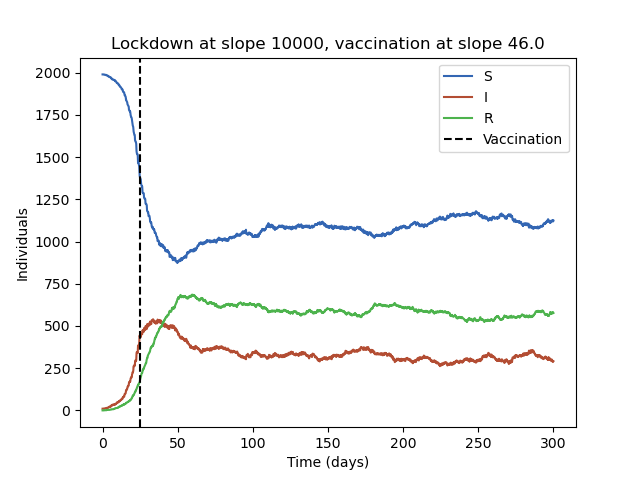 Lockdown at slope 10000, vaccination at slope 46.0
S
I
R
Vaccination
Individuals
2000
1750
1500
1250
1000
750
500
250
0
0 50 100 150 200 250 300
Time (days)